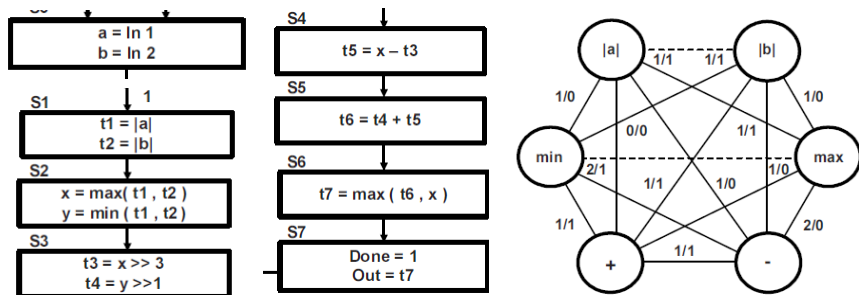 a = In 1
b = In 2
1
S1
t1 = |a|
t2 = |b|
S2
x = max( t1 , t2 )
y = min ( t1 , t2)
S3
t3 = x >> 3
t4 = y >>1
S4
t5 = x – t3
S5
t6 = t4 + t5
S6
t7 = max ( t6 , x )
S7
Done = 1
Out = t7
|a|
|b|
1/1
1/1
1/0
1/0
0/0
1/1
min
max
2/1
1/1
1/0
1/0
1/1
2/0
1/1
+
-